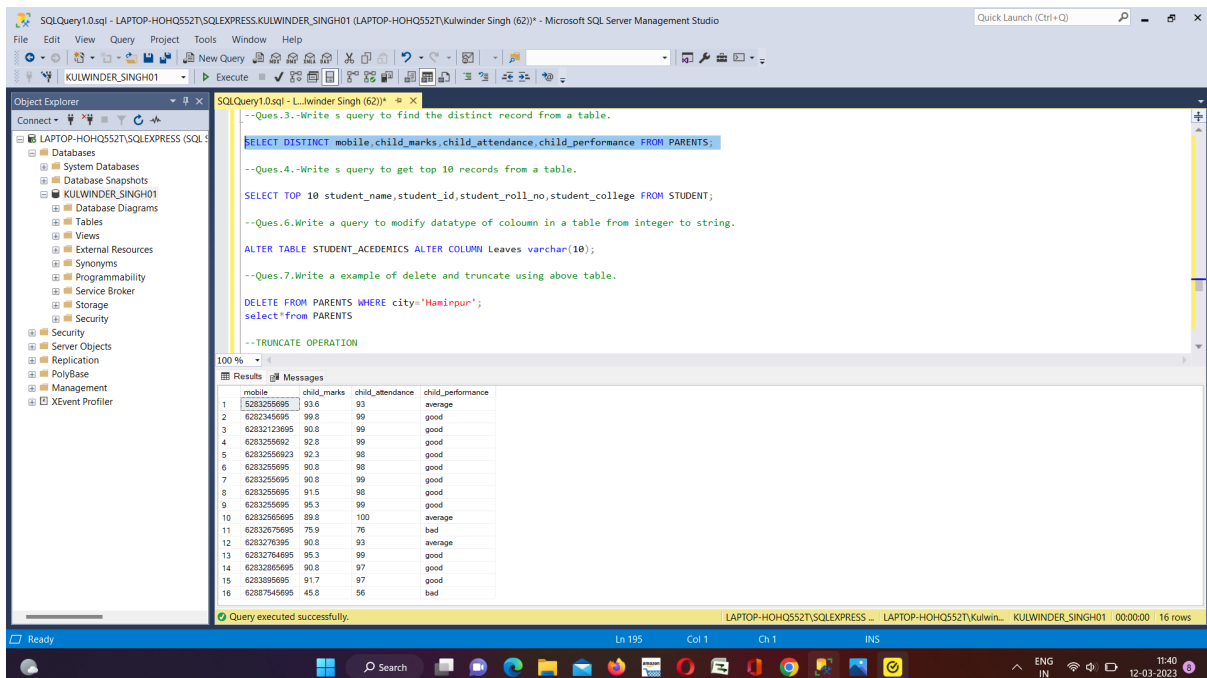 SQLQuery1.0.sql - LAPTOP-HOHQ552T\SQLEXPRESS.KULWINDER_SINGH01 (LAPTOP-HOHQ552T\Kulwinder Singh (62))* - Microsoft SQL Server Management Studio
Quick Launch (Ctrl+Q)
File Edit View Query Project Tools Window Help
New Query
KULWINDER_SINGH01 Execute
Object Explorer
SQLQuery1.0.sql - L...lwinder Singh (62))*
Connect
LAPTOP-HOHQ552T\SQLEXPRESS (SQL S
Databases
System Databases
Database Snapshots
KULWINDER_SINGH01
Database Diagrams
Tables
Views
External Resources
Synonyms
Programmability
Service Broker
Storage
Security
Security
Server Objects
Replication
PolyBase
Management
XEvent Profiler
--Ques.3.-Write s query to find the distinct record from a table.
SELECT DISTINCT mobile,child_marks,child_attendance,child_performance FROM PARENTS;
--Ques.4.-Write s query to get top 10 records from a table.
SELECT TOP 10 student_name,student_id,student_roll_no,student_college FROM STUDENT;
--Ques.6.Write a query to modify datatype of coloumn in a table from integer to string.
ALTER TABLE STUDENT_ACEDEMICS ALTER COLUMN Leaves varchar(10);
--Ques.7.Write a example of delete and truncate using above table.
DELETE FROM PARENTS WHERE city='Hamirpur';
select*from PARENTS
--TRUNCATE OPERATION
100 %
Results Messages
mobile child_marks child_attendance child_performance
1 5283255695 93.6 93 average
2 6282345695 99.8 99 good
3 62832123695 90.8 99 good
4 6283255692 92.8 99 good
5 62832556923 92.3 98 good
6 6283255695 90.8 98 good
7 6283255695 90.8 99 good
8 6283255695 91.5 98 good
9 6283255695 95.3 99 good
10 62832565695 89.8 100 average
11 62832675695 75.9 76 bad
12 6283276395 90.8 93 average
13 62832764695 95.3 99 good
14 62832865695 90.8 97 good
15 6283895695 91.7 97 good
16 62887545695 45.8 56 bad
Query executed successfully.
LAPTOP-HOHQ552T\SQLEXPRESS ... LAPTOP-HOHQ552T\Kulwin... KULWINDER_SINGH01 00:00:00 16 rows
Ready Ln 195 Col 1 Ch 1 INS
Search
amazon
ENG
IN
11:40
12-03-2023
8